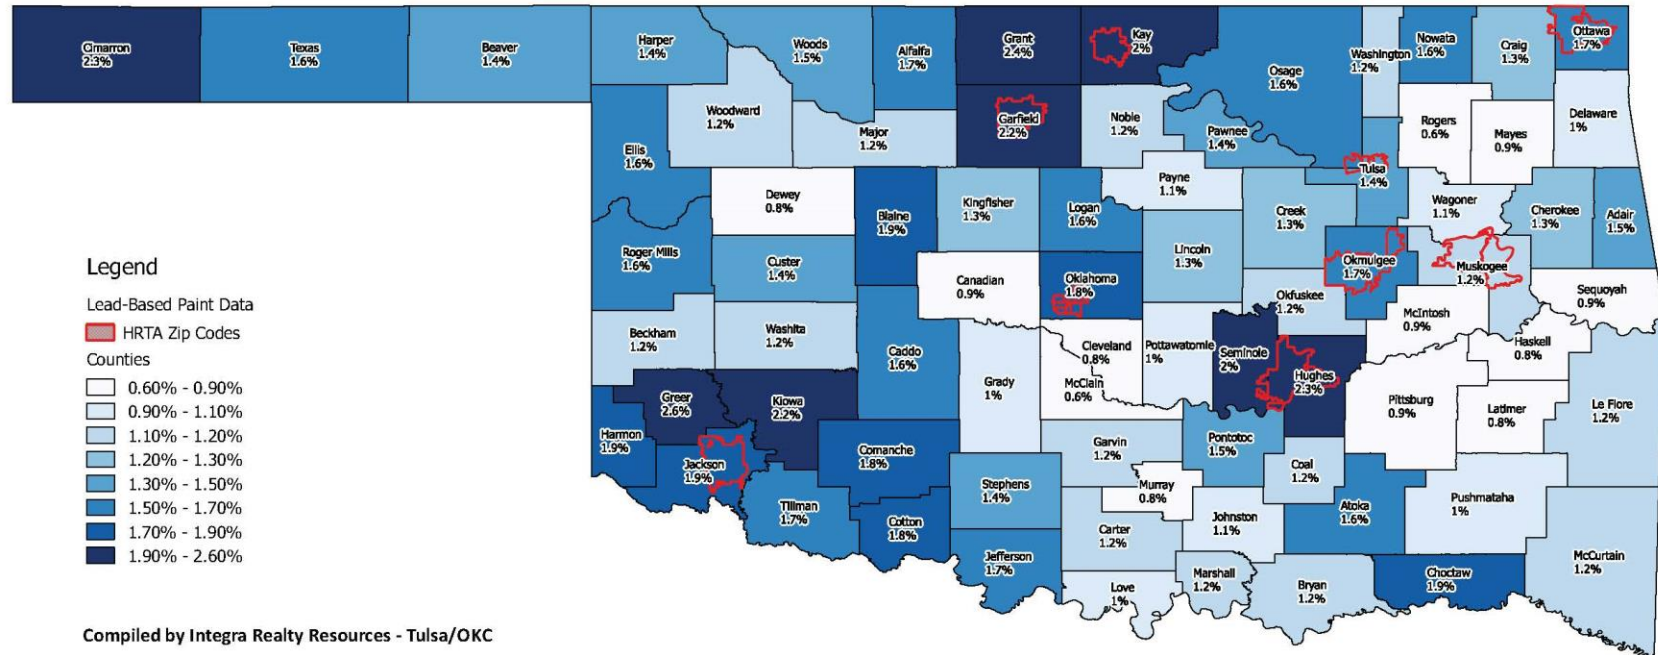 Cimarron
2.3%
Texas
1.6%
Beaver
1.4%
Harper
1.4%
Woods
1.5%
Alfalfa
1.7%
Grant
2.4%
Kay
2%
Osage
1.6%
Washington
1.2%
Nowata
1.6%
Craig
1.3%
Ottawa
1.7%
Woodward
1.2%
Major
1.2%
Garfield
2.2%
Noble
1.2%
Pawnee
1.4%
Rogers
0.6%
Mayes
0.9%
Delaware
1%
Ellis
1.6%
Dewey
0.8%
Blaine
1.9%
Kingfisher
1.3%
Logan
1.6%
Payne
1.1%
Creek
1.3%
Tulsa
1.4%
Wagoner
1.1%
Cherokee
1.3%
Adair
1.5%
Roger Mills
1.6%
Custer
1.4%
Canadian
0.9%
Oklahoma
1.8%
Lincoln
1.3%
Okmulgee
1.7%
Muskogee
1.2%
Sequoyah
0.9%
Okfuskee
1.2%
McIntosh
0.9%
Haskell
0.8%
Beckham
1.2%
Washita
1.2%
Caddo
1.6%
Grady
1%
Cleveland
0.8%
McClain
0.6%
Pottawatomie
1%
Seminole
2%
Hughes
2.3%
Pittsburg
0.9%
Latimer
0.8%
Le Flore
1.2%
Greer
2.6%
Kiowa
2.2%
Harmon
1.9%
Jackson
1.9%
Comanche
1.8%
Tillman
1.7%
Cotton
1.8%
Stephens
1.4%
Garvin
1.2%
Pontotoc
1.5%
Coal
1.2%
Murray
0.8%
Johnston
1.1%
Atoka
1.6%
Pushmataha
1%
McCurtain
1.2%
Carter
1.2%
Jefferson
1.7%
Love
1%
Marshall
1.2%
Bryan
1.2%
Choctaw
1.9%
Legend
Lead-Based Paint Data
HRTA Zip Codes
Counties
0.60% - 0.90%
0.90% - 1.10%
1.10% - 1.20%
1.20% - 1.30%
1.30% - 1.50%
1.50% - 1.70%
1.70% - 1.90%
1.90% - 2.60%
Compiled by Integra Realty Resources - Tulsa/OKC